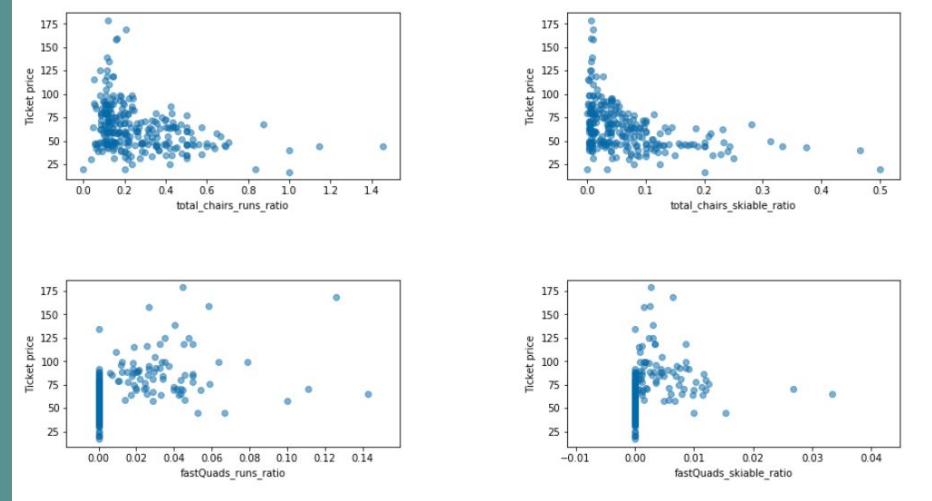 175
150
125
100
75
50
25
Ticket price
0.0 0.2 0.4 0.6 0.8 1.0 1.2 1.4
total_chairs_runs_ratio
175
150
125
100
75
50
25
Ticket price
0.0 0.1 0.2 0.3 0.4 0.5
total_chairs_skiable_ratio
175
150
125
100
75
50
25
Ticket price
0.00 0.02 0.04 0.06 0.08 0.10 0.12 0.14
fastQuads_runs_ratio
175
150
125
100
75
50
25
Ticket price
−0.01 0.00 0.01 0.02 0.03 0.04
fastQuads_skiable_ratio